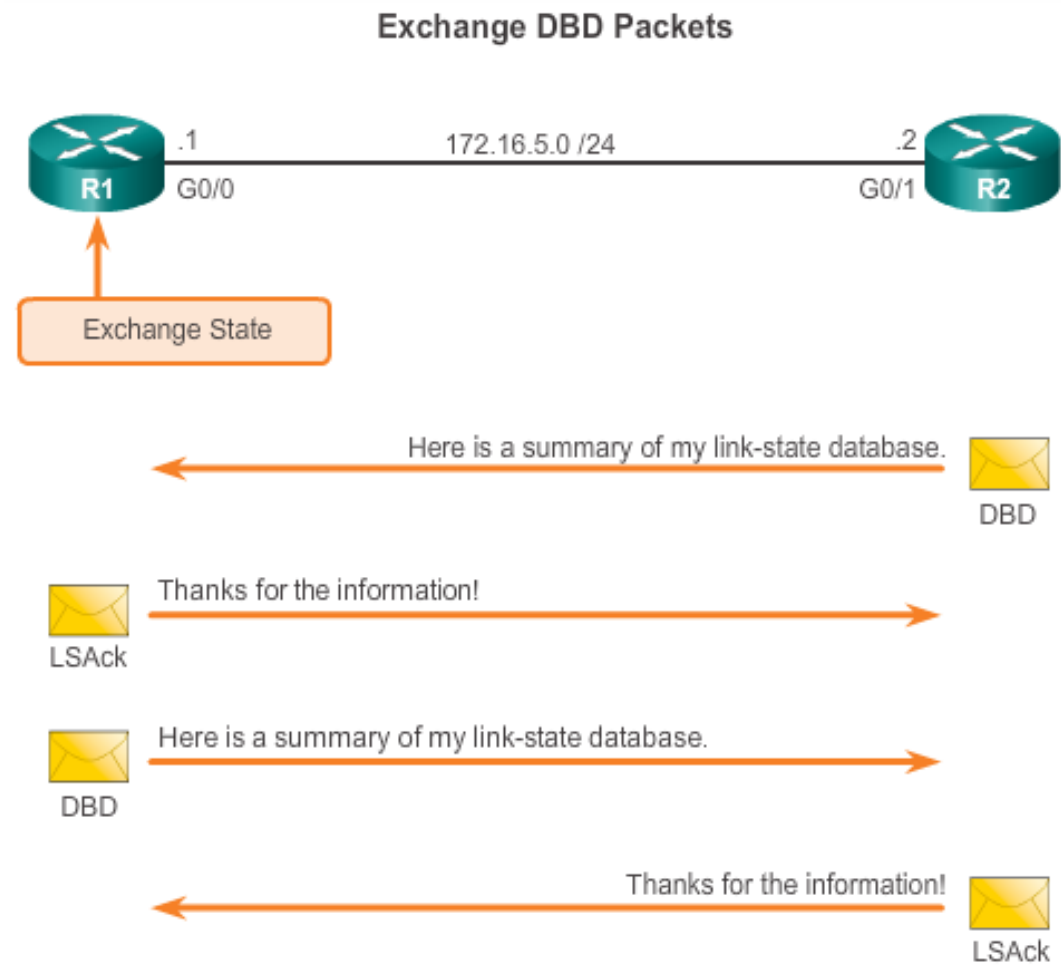 Exchange DBD Packets
.1
172.16.5.0 /24
.2
R1
G0/0
G0/1
R2
Exchange State
Here is a summary of my link-state database.
DBD
Thanks for the information!
LSAck
Here is a summary of my link-state database.
DBD
Thanks for the information!
LSAck